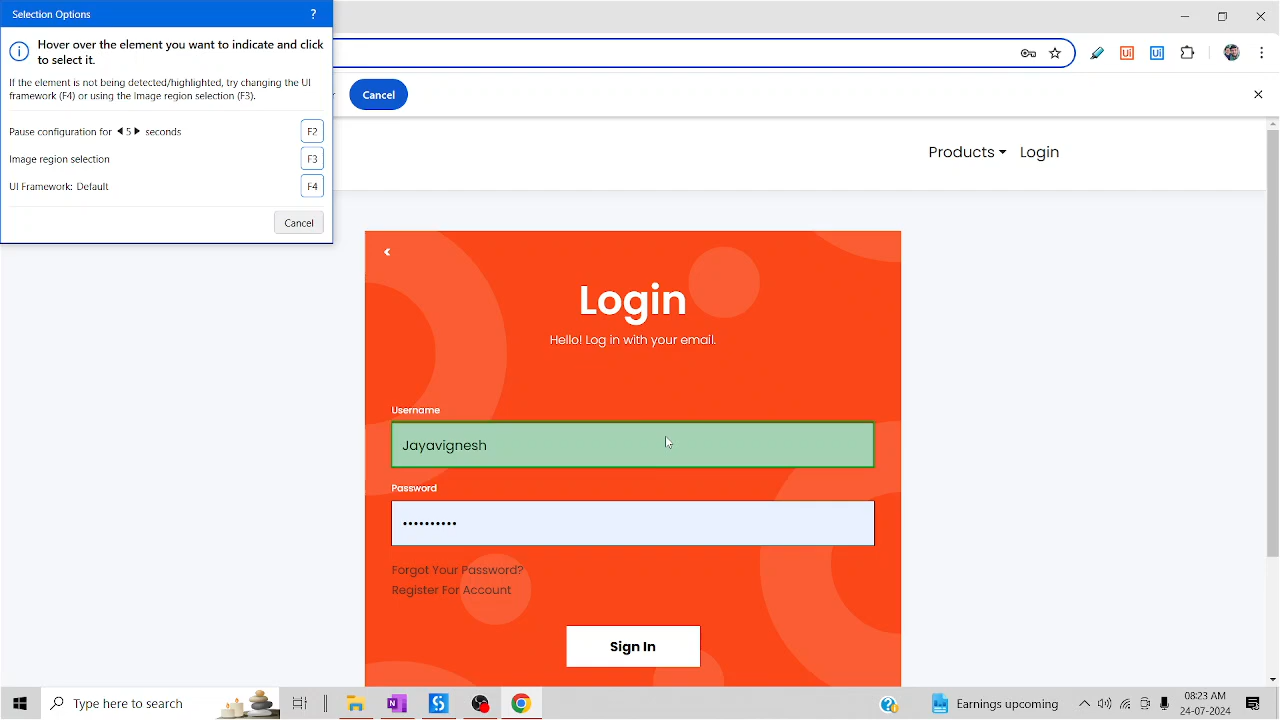 Selection Options ?
Hover over the element you want to indicate and click
to select it.
If the element is not being detected/highlighted, try changing the UI
framework (F4) or using the Image region selection (F3).
Pause configuration for 5 seconds F2
Image region selection F3
UI Framework: Default F4
Cancel
Ui Ui
Cancel
Products Login
Login
Hello! Log in with your email.
Username
Jayavignesh
Password
••••••••••
Forgot Your Password?
Register For Account
Sign In
Type here to search
Earnings upcoming
08:23 AM
24-07-2024